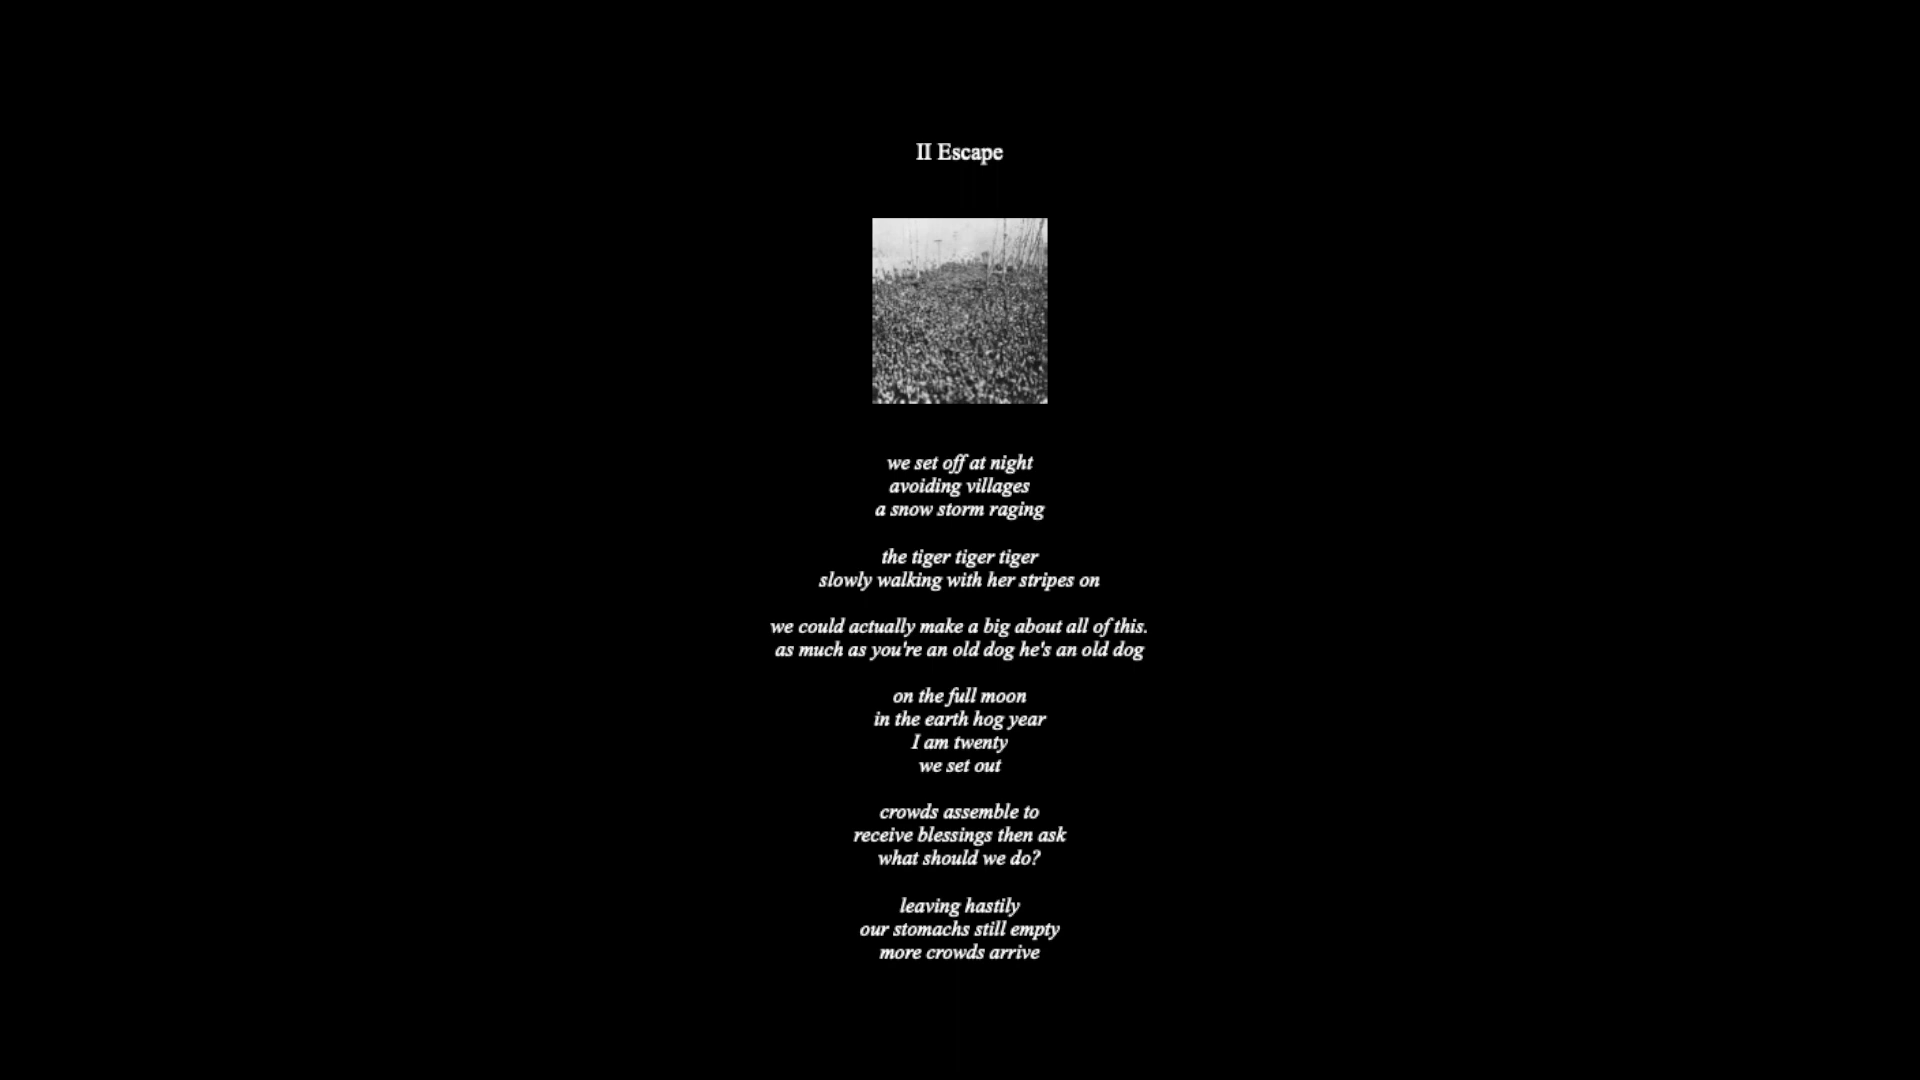 II Escape
we set off at night
avoiding villages
a snow storm raging
the tiger tiger tiger
slowly walking with her stripes on
we could actually make a big about all of this.
as much as you're an old dog he's an old dog
on the full moon
in the earth hog year
I am twenty
we set out
crowds assemble to
receive blessings then ask
what should we do?
leaving hastily
our stomachs still empty
more crowds arrive